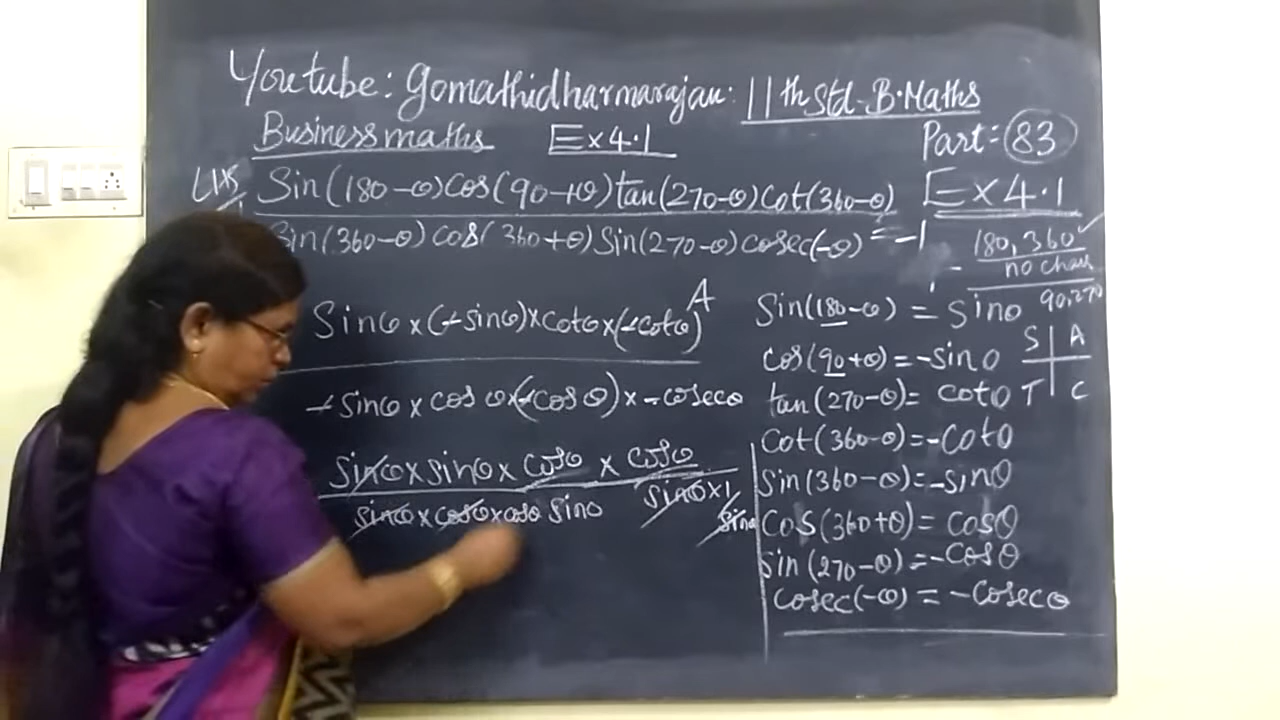 Youtube: Gomathidharmarajan: 11th Std. B. Maths
Business maths Ex 4.1 Part: 83
LHS Sin(180-θ)Cos(90+θ)tan(270-θ)Cot(360-θ) Ex 4.1
Sin(360-θ) cos(360+θ) Sin(270-θ) cosec(-θ) = -1
180, 360
no chan
90, 270
Sinθ × (-sinθ) × cotθ × (-cotθ) A
-sinθ × cosθ × (-cosθ) × -cosecθ
sinθ × sinθ × cosθ × cosθ
sinθ × cosθ × cosθ sinθ sinθ × 1
sinθ
Sin(180-θ) = sinθ
S A
cos(90+θ) = -sinθ
tan(270-θ) = cotθ T C
Cot(360-θ) = -Cotθ
Sin(360-θ) = -sinθ
Cos(360+θ) = cosθ
Sin(270-θ) = -cosθ
cosec(-θ) = -cosecθ